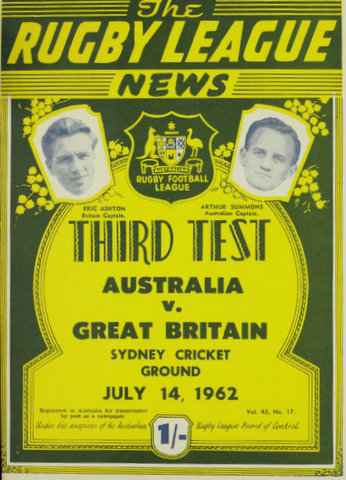 The
RUGBY LEAGUE
NEWS
AUSTRALIAN
RUGBY FOOTBALL
LEAGUE
ERIC ASHTON
Britain Captain.
ARTHUR SUMMONS
Australian Captain.
THIRD TEST
AUSTRALIA
v.
GREAT BRITAIN
SYDNEY CRICKET
GROUND
JULY 14, 1962
Registered in Australia for transmission
by post as a newspaper.
Vol. 43, No. 17.
Under the auspices of the Australian Rugby League Board of Control.
1/-